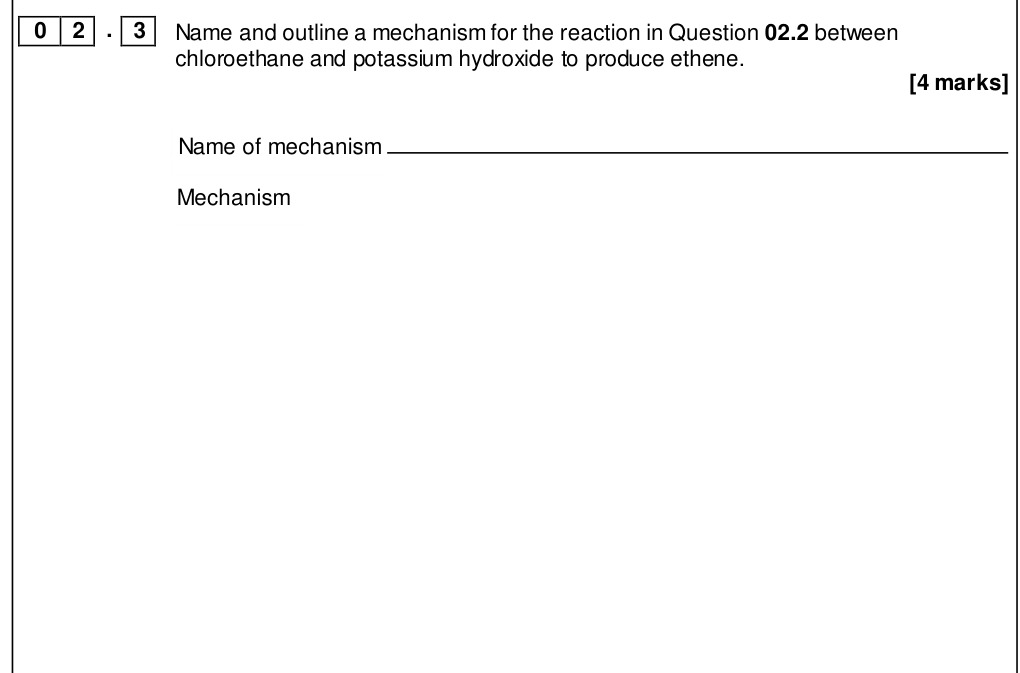 0 2 . 3 Name and outline a mechanism for the reaction in Question 02.2 between
chloroethane and potassium hydroxide to produce ethene.
[4 marks]
Name of mechanism
Mechanism